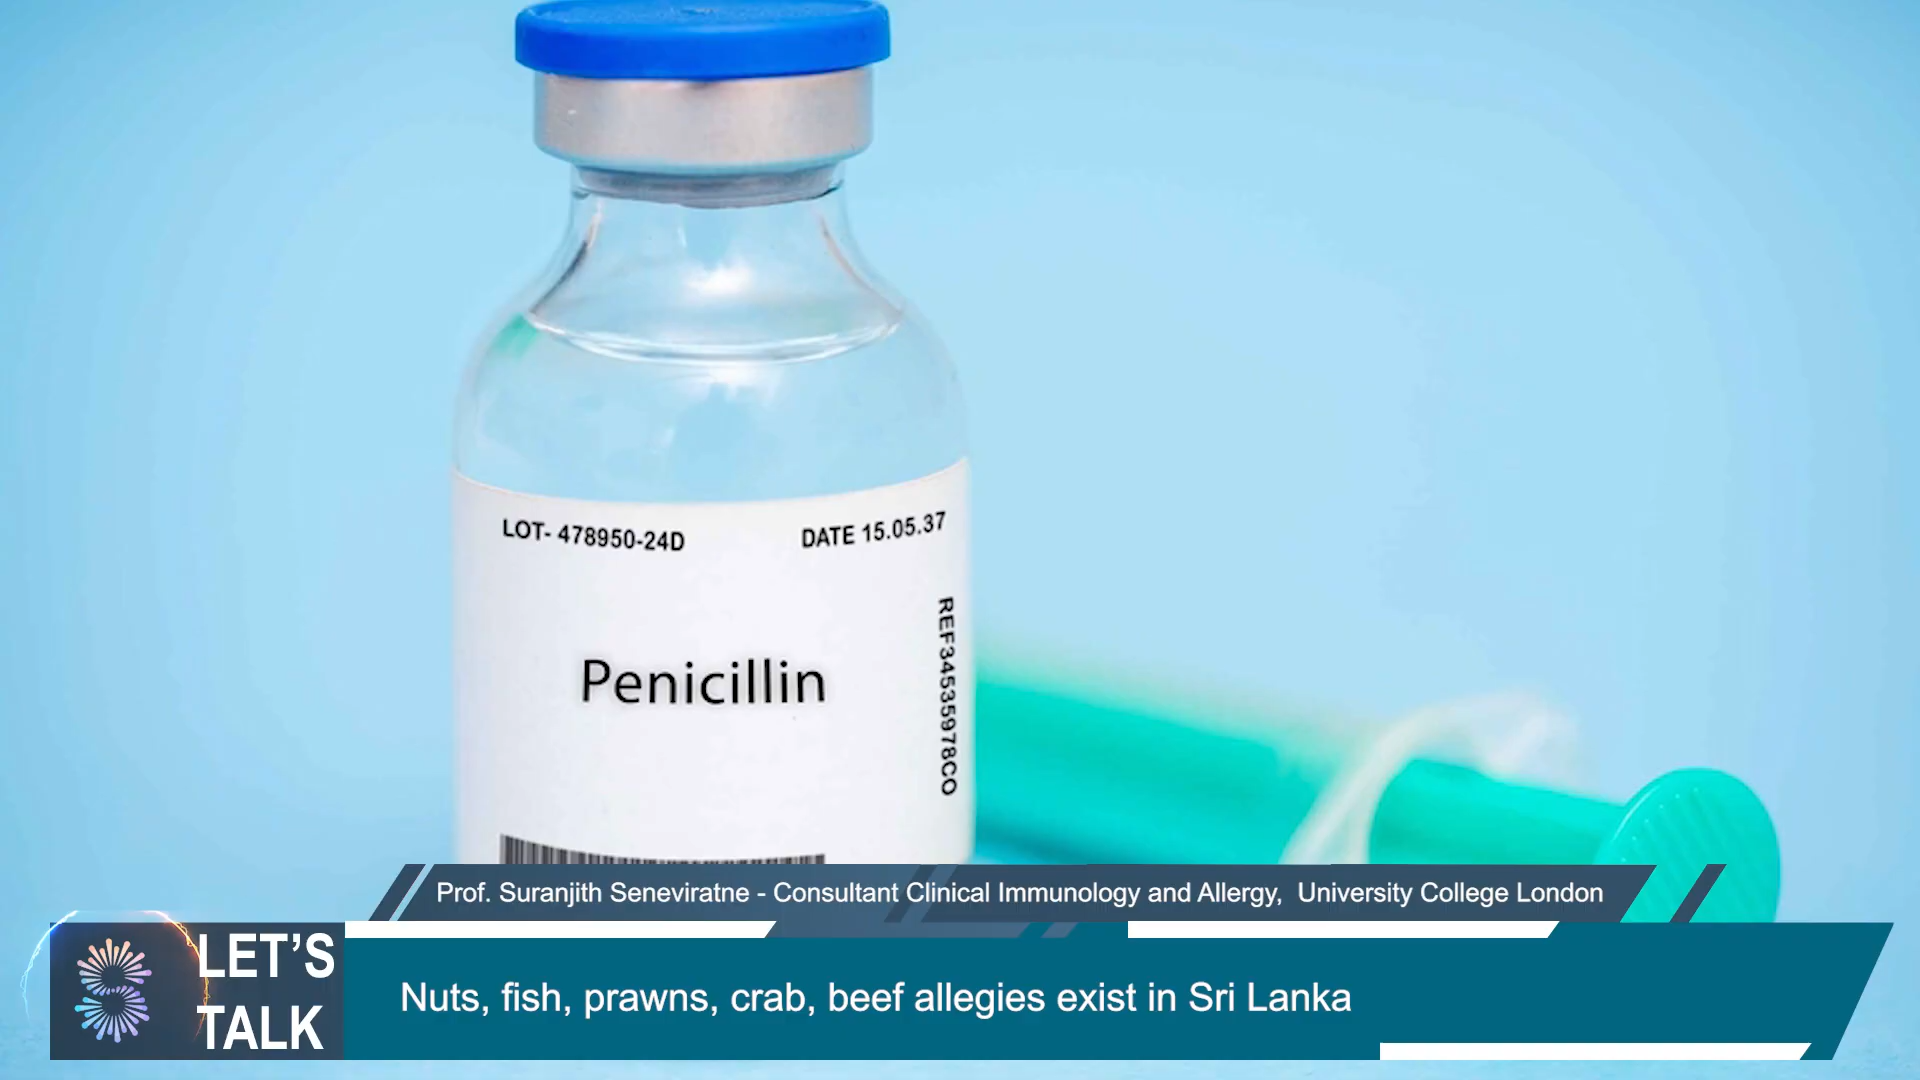 LOT- 478950-24D
DATE 15.05.37
Penicillin
REF34535978CO
Prof. Suranjith Seneviratne - Consultant Clinical Immunology and Allergy, University College London
LET'S
TALK
Nuts, fish, prawns, crab, beef allegies exist in Sri Lanka